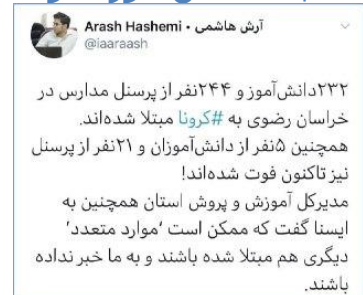 آرش هاشمی • Arash Hashemi
@iaaraash
۲۳۲دانش‌آموز و ۲۴۴نفر از پرسنل مدارس در
خراسان رضوی به #کرونا مبتلا شده‌اند.
همچنین ۵نفر از دانش‌آموزان و ۲۱نفر از پرسنل
نیز تاکنون فوت شده‌اند!
مدیرکل آموزش و پروش استان همچنین به
ایسنا گفت که ممکن است ‘موارد متعدد’
دیگری هم مبتلا شده باشند و به ما خبر نداده
باشند.